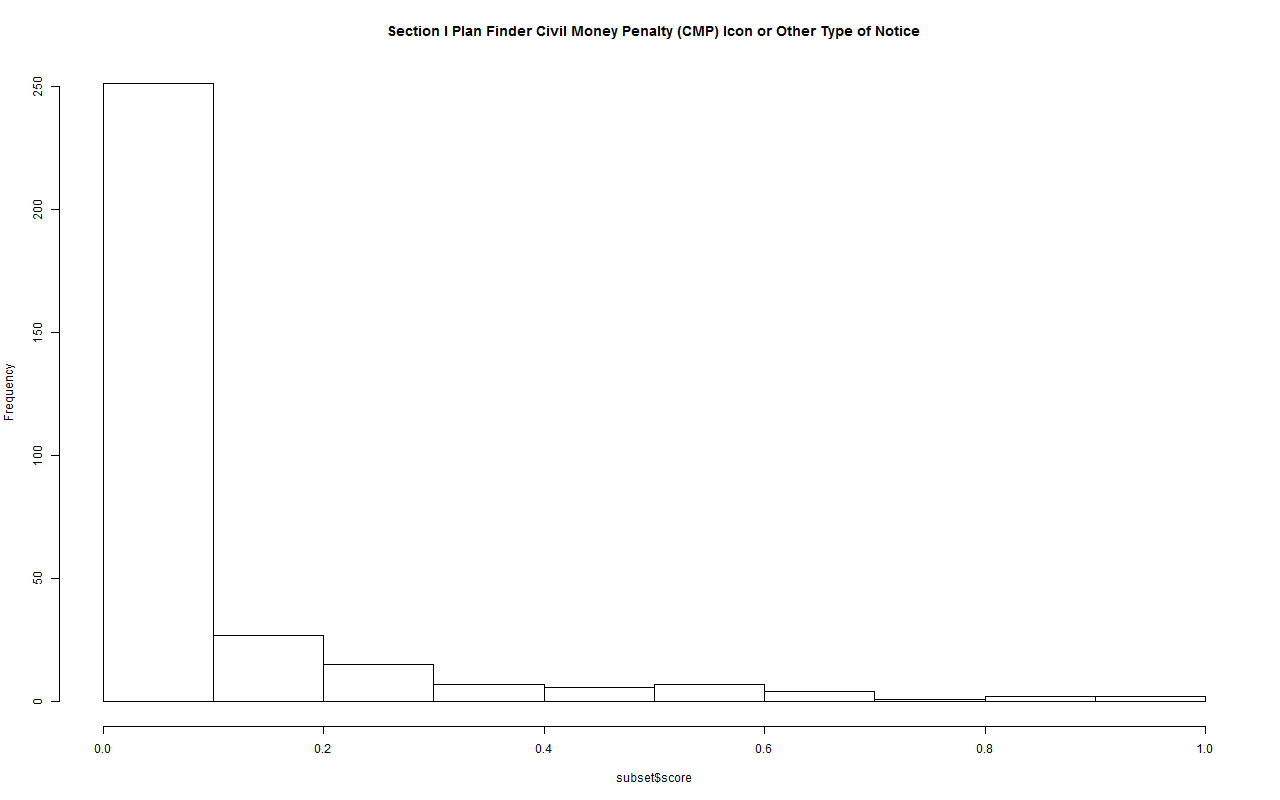 Section I Plan Finder Civil Money Penalty (CMP) Icon or Other Type of Notice
250
200
150
100
50
0
Frequency
0.0 0.2 0.4 0.6 0.8 1.0
subset$score